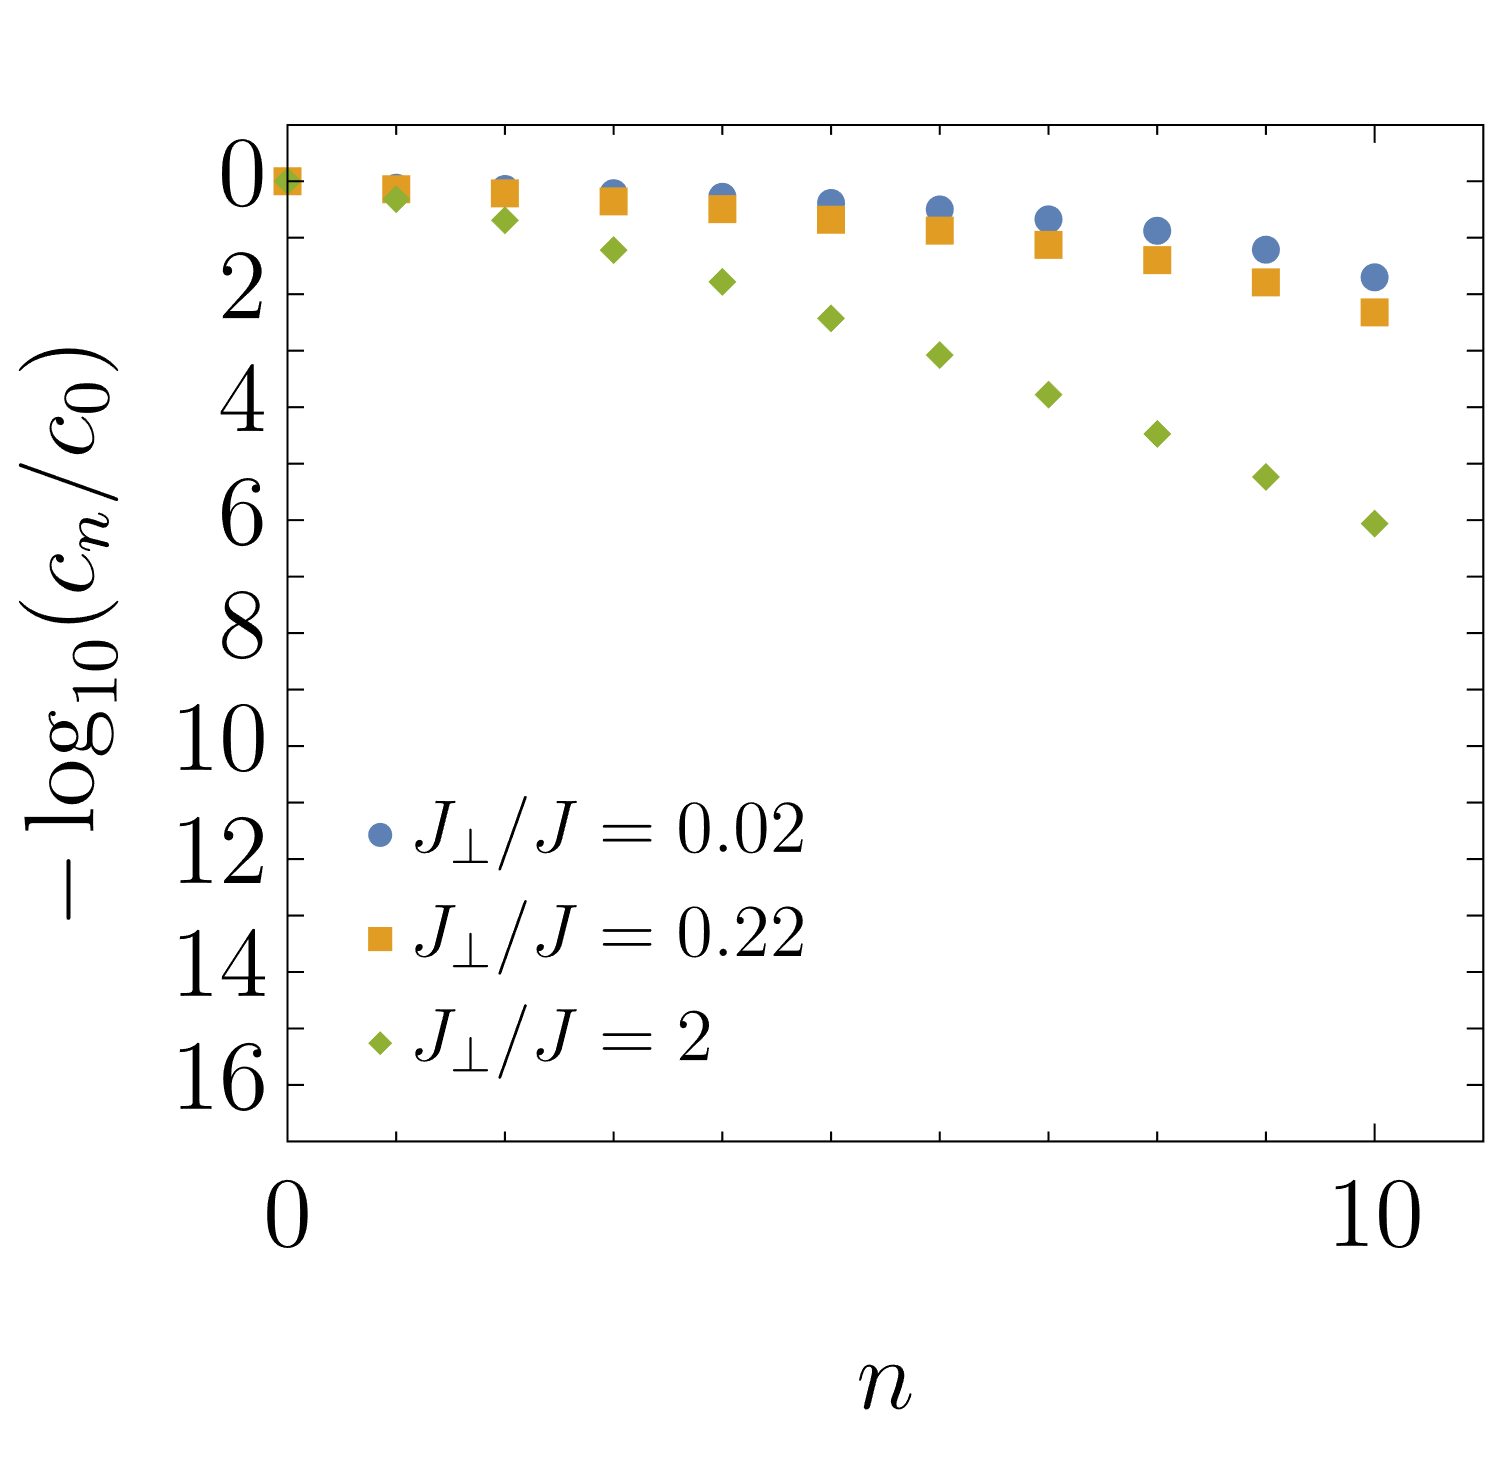 − log₁₀(cₙ/c₀)
0
2
4
6
8
10
12
14
16
J⊥/J = 0.02
J⊥/J = 0.22
J⊥/J = 2
0 10
n